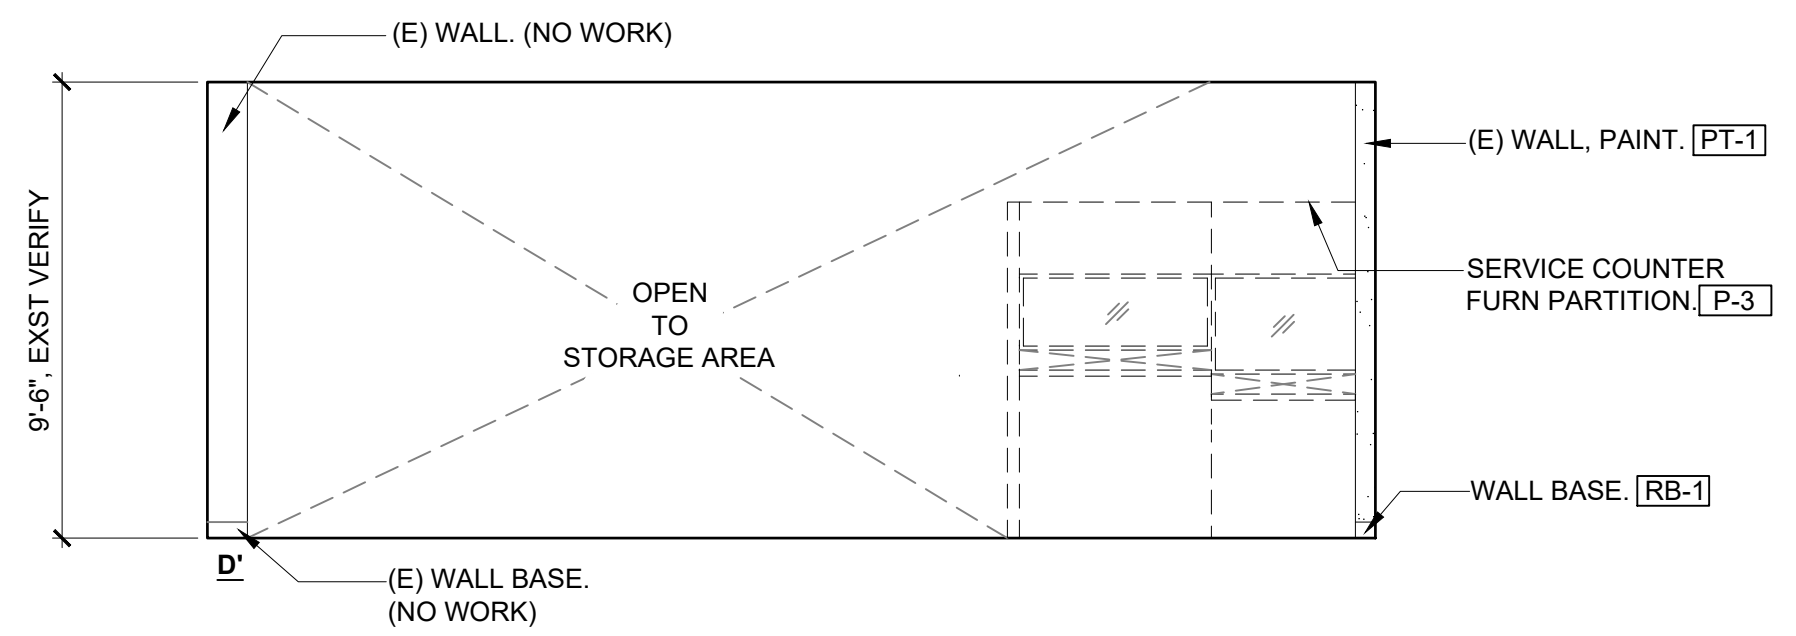 (E) WALL. (NO WORK)
9'-6", EXST VERIFY
(E) WALL, PAINT. PT-1
SERVICE COUNTER
FURN PARTITION. P-3
OPEN
TO
STORAGE AREA
WALL BASE. RB-1
D'
(E) WALL BASE.
(NO WORK)